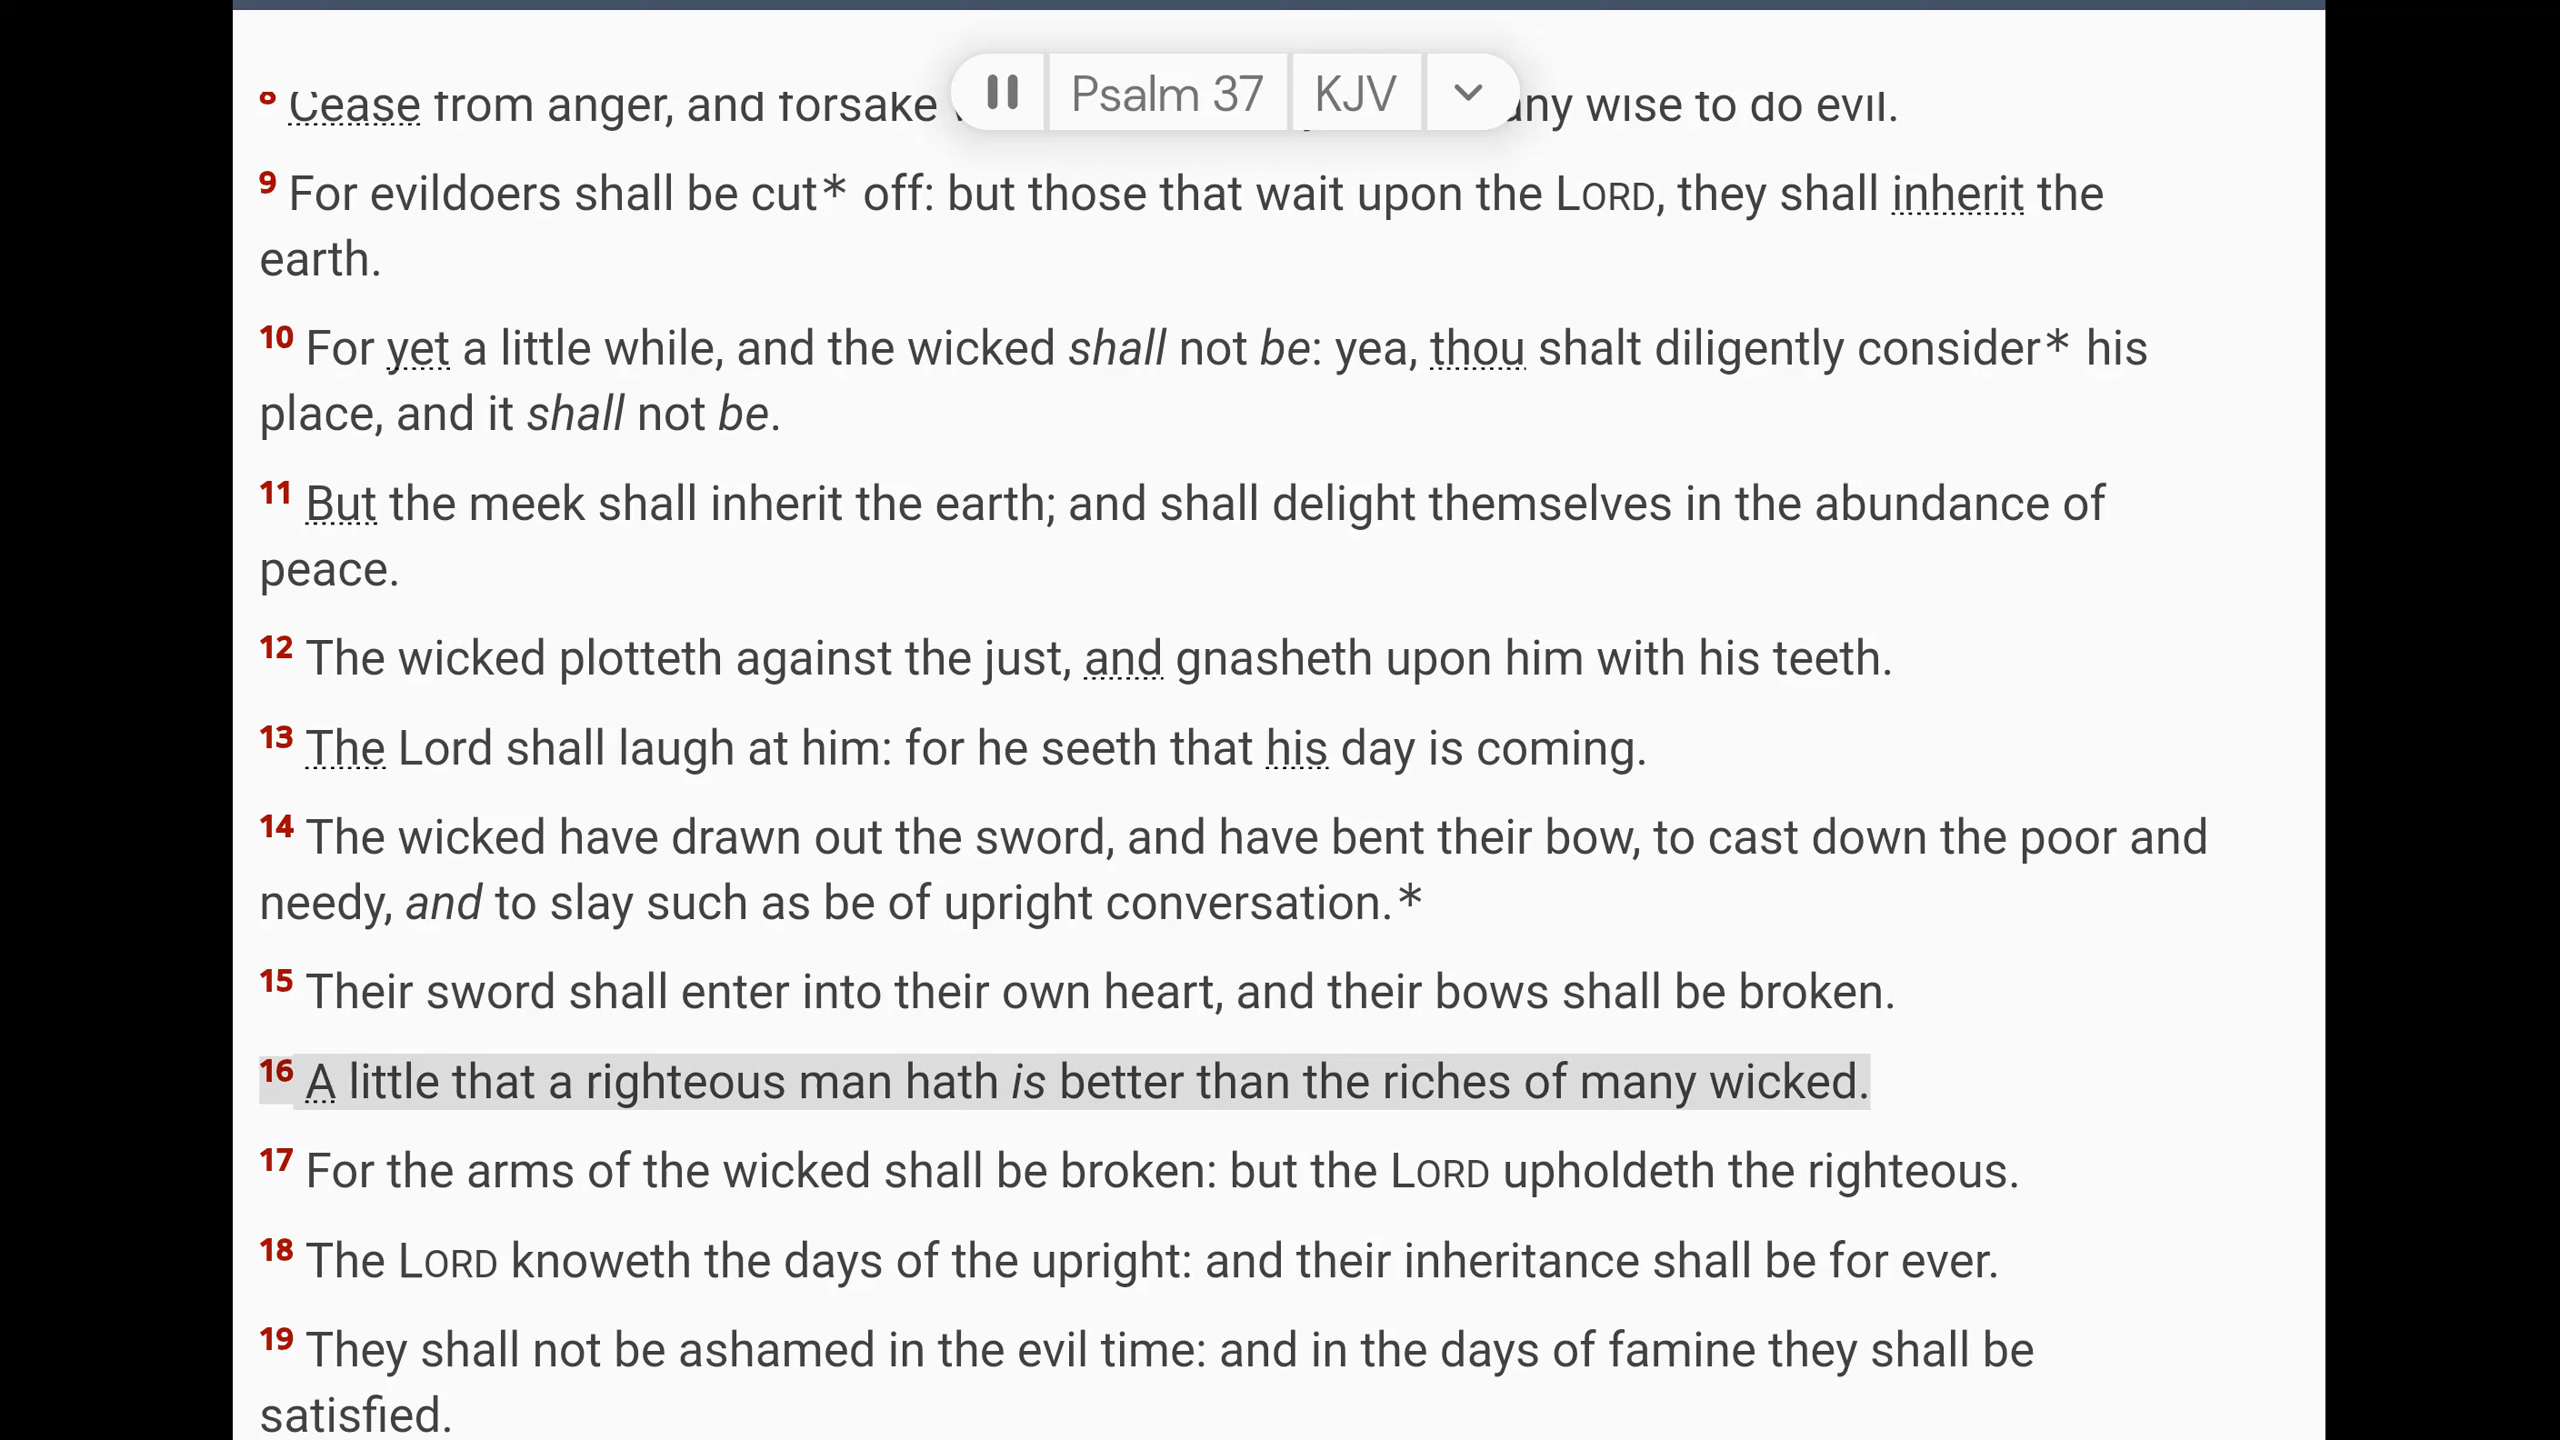 Psalm 37 KJV
8 Cease from anger, and forsake any wise to do evil.
9 For evildoers shall be cut* off: but those that wait upon the LORD, they shall inherit the
earth.
10 For yet a little while, and the wicked shall not be: yea, thou shalt diligently consider* his
place, and it shall not be.
11 But the meek shall inherit the earth; and shall delight themselves in the abundance of
peace.
12 The wicked plotteth against the just, and gnasheth upon him with his teeth.
13 The Lord shall laugh at him: for he seeth that his day is coming.
14 The wicked have drawn out the sword, and have bent their bow, to cast down the poor and
needy, and to slay such as be of upright conversation.*
15 Their sword shall enter into their own heart, and their bows shall be broken.
16 A little that a righteous man hath is better than the riches of many wicked.
17 For the arms of the wicked shall be broken: but the LORD upholdeth the righteous.
18 The LORD knoweth the days of the upright: and their inheritance shall be for ever.
19 They shall not be ashamed in the evil time: and in the days of famine they shall be
satisfied.